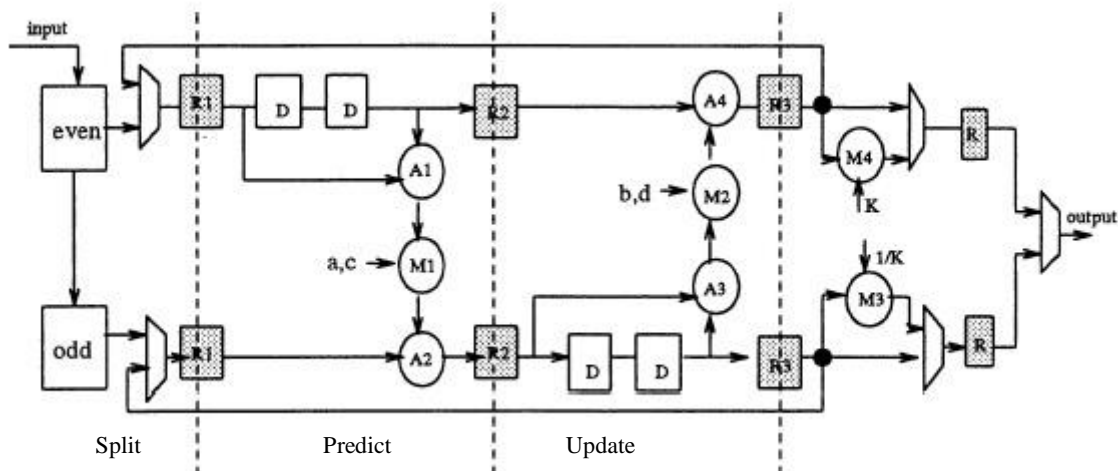 input
even
R1
D
D
R2
A4
R3
M4
K
R
A1
b,d
M2
output
a,c
M1
1/K
M3
A3
odd
R1
A2
R2
D
D
R3
R
Split
Predict
Update